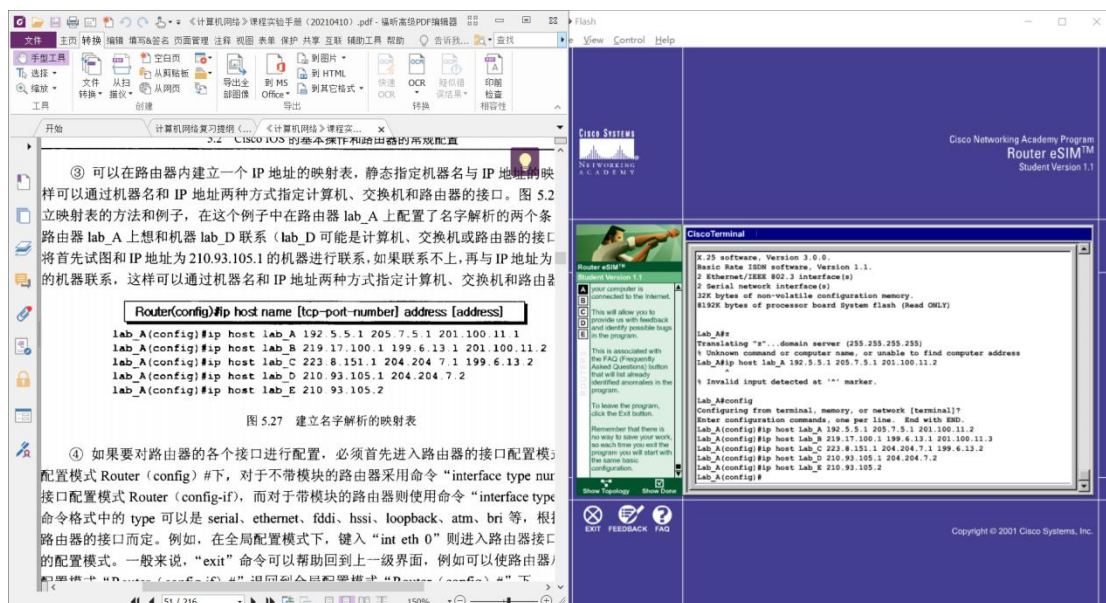 《计算机网络》课程实验手册（20210410）.pdf - 福昕高级PDF编辑器
文件 主页 转换 编辑 填写&签名 页面管理 注释 视图 表单 保护 共享 互联 辅助工具 帮助 告诉我... 查找
手型工具
选择
缩放
工具
文件转换
从扫描仪
空白页
从剪贴板
从网页
创建
导出全部图像
到 MS Office
到图片
到 HTML
到其它格式
导出
快速OCR
OCR
疑似错误结果
转换
印前检查
相容性
开始 计算机网络复习提纲（... 《计算机网络》课程实... ×
5.2 Cisco IOS 的基本操作和路由器的常规配置
③ 可以在路由器内建立一个 IP 地址的映射表，静态指定机器名与 IP 地
样可以通过机器名和 IP 地址两种方式指定计算机、交换机和路由器的接口。图 5.2
立映射表的方法和例子，在这个例子中在路由器 lab_A 上配置了名字解析的两个条
路由器 lab_A 上想和机器 lab_D 联系（lab_D 可能是计算机、交换机或路由器的接口
将首先试图和 IP 地址为 210.93.105.1 的机器进行联系,如果联系不上,再与 IP 地址为
的机器联系，这样可以通过机器名和 IP 地址两种方式指定计算机、交换机和路由器
Router(config)#ip host name [tcp-port-number] address [address]
lab_A(config)#ip host lab_A 192.5.5.1 205.7.5.1 201.100.11.1
lab_A(config)#ip host lab_B 219.17.100.1 199.6.13.1 201.100.11.2
lab_A(config)#ip host lab_C 223.8.151.1 204.204 7.1 199.6.13.2
lab_A(config)#ip host lab_D 210.93.105.1 204.204.7.2
lab_A(config)#ip host lab_E 210.93.105.2
图 5.27 建立名字解析的映射表
④ 如果要对路由器的各个接口进行配置，必须首先进入路由器的接口配置模
配置模式 Router（config）#下，对于不带模块的路由器采用命令“interface type nur
接口配置模式 Router（config-if），而对于带模块的路由器则使用命令“interface type
命令格式中的 type 可以是 serial、ethernet、fddi、hssi、loopback、atm、bri 等，根
路由器的接口而定。例如，在全局配置模式下，键入“int eth 0”则进入路由器接口
的配置模式。一般来说，“exit”命令可以帮助回到上一级界面，例如可以使路由器
配置模式“Router（config-if）#”退回到全局配置模式“Router（config）#”下
51 / 216 150%
Flash
e View Control Help
CISCO SYSTEMS
NETWORKING
ACADEMY
Cisco Networking Academy Program
Router eSIM™
Student Version 1.1
Router eSIM™
Student Version 1.1
A
B
C
D
E
ROUTERS
your computer is
connected to the Internet.
This will allow you to
provide us with feedback
and identify possible bugs
in the program.
This is associated with
the FAQ (Frequently
Asked Questions) button
that will list already
identified anomalies in the
program.
To leave the program,
click the Exit button.
Remember that there is
no way to save your work,
so each time you exit the
program you will start with
the same basic
configuration.
Show Topology Show Done
EXIT FEEDBACK FAQ
CiscoTerminal
X.25 software, Version 3.0.0.
Basic Rate ISDN software, Version 1.1.
2 Ethernet/IEEE 802.3 interface(s)
2 Serial network interface(s)
32K bytes of non-volatile configuration memory.
8192K bytes of processor board System flash (Read ONLY)
Lab_A#z
Translating "z"...domain server (255.255.255.255)
% Unknown command or computer name, or unable to find computer address
Lab_A#ip host lab_A 192.5.5.1 205.7.5.1 201.100.11.2
^
% Invalid input detected at '^' marker.
Lab_A#config
Configuring from terminal, memory, or network [terminal]?
Enter configuration commands, one per line. End with END.
Lab_A(config)#ip host Lab_A 192.5.5.1 205.7.5.1 201.100.11.2
Lab_A(config)#ip host Lab_B 219.17.100.1 199.6.13.1 201.100.11.3
Lab_A(config)#ip host Lab_C 223.8.151.1 204.204.7.1 199.6.13.2
Lab_A(config)#ip host Lab_D 210.93.105.1 204.204.7.2
Lab_A(config)#ip host Lab_E 210.93.105.2
Lab_A(config)#
Copyright © 2001 Cisco Systems, Inc.